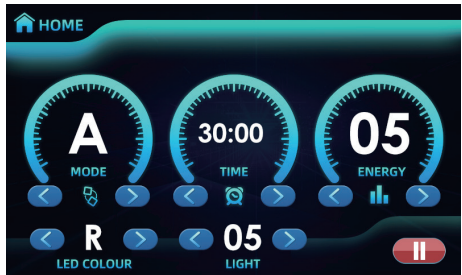 HOME
A
MODE
30:00
TIME
05
ENERGY
R
LED COLOUR
05
LIGHT